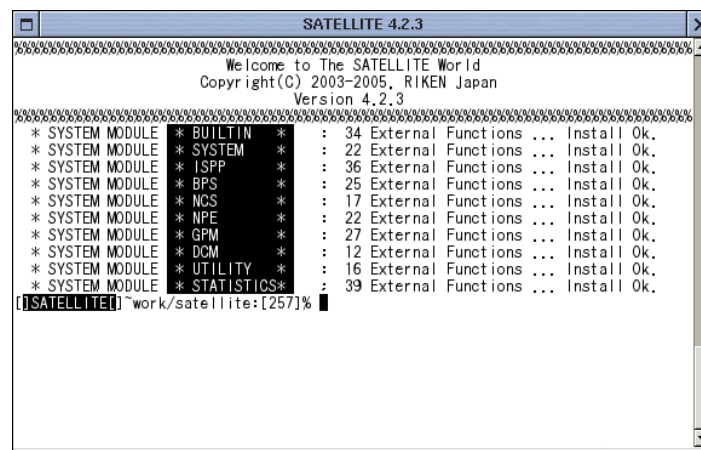 SATELLITE 4.2.3
%%%%%%%%%%%%%%%%%%%%%%%%%%%%%%%%%%%%%%%%%%%%%%%%%%%%%%%%%%%%%%%%%%%%%%%%%%%%%
Welcome to The SATELLITE World
Copyright(C) 2003-2005, RIKEN Japan
Version 4.2.3
%%%%%%%%%%%%%%%%%%%%%%%%%%%%%%%%%%%%%%%%%%%%%%%%%%%%%%%%%%%%%%%%%%%%%%%%%%%%%
* SYSTEM MODULE * BUILTIN * : 34 External Functions ... Install Ok.
* SYSTEM MODULE * SYSTEM * : 22 External Functions ... Install Ok.
* SYSTEM MODULE * ISPP * : 36 External Functions ... Install Ok.
* SYSTEM MODULE * BPS * : 25 External Functions ... Install Ok.
* SYSTEM MODULE * NCS * : 17 External Functions ... Install Ok.
* SYSTEM MODULE * NPE * : 22 External Functions ... Install Ok.
* SYSTEM MODULE * GPM * : 27 External Functions ... Install Ok.
* SYSTEM MODULE * DCM * : 12 External Functions ... Install Ok.
* SYSTEM MODULE * UTILITY * : 16 External Functions ... Install Ok.
* SYSTEM MODULE * STATISTICS* : 39 External Functions ... Install Ok.
[]SATELLITE[]~work/satellite:[257]%